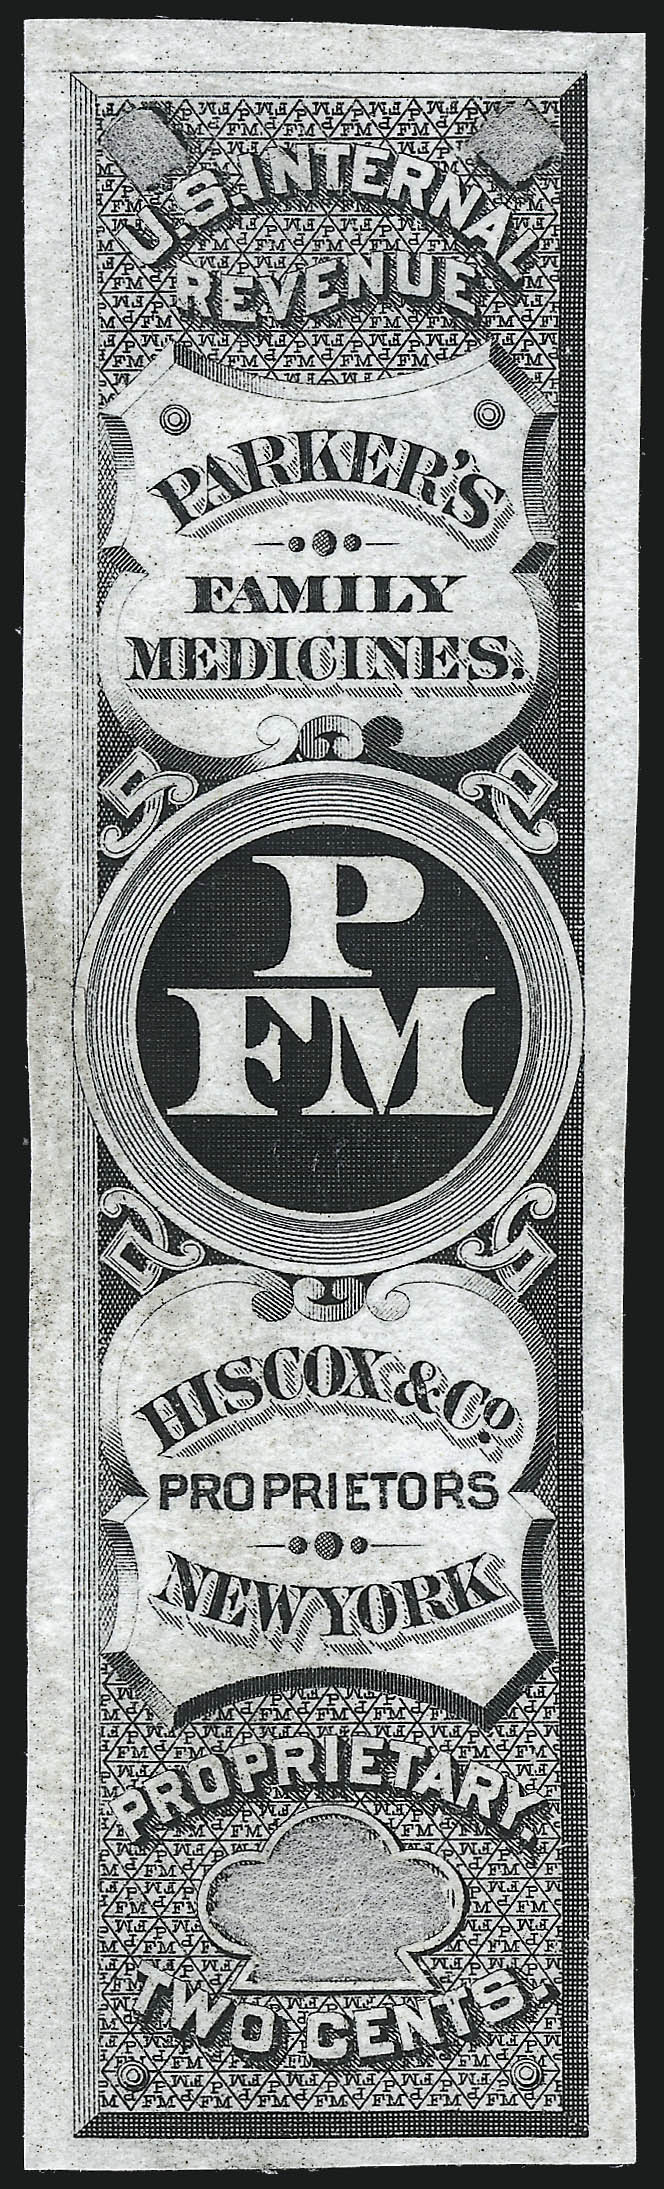 U.S. INTERNAL
REVENUE
PARKER'S
FAMILY
MEDICINES.
P
FM
HISCOX & Co
PROPRIETORS
NEW YORK
PROPRIETARY.
TWO CENTS.